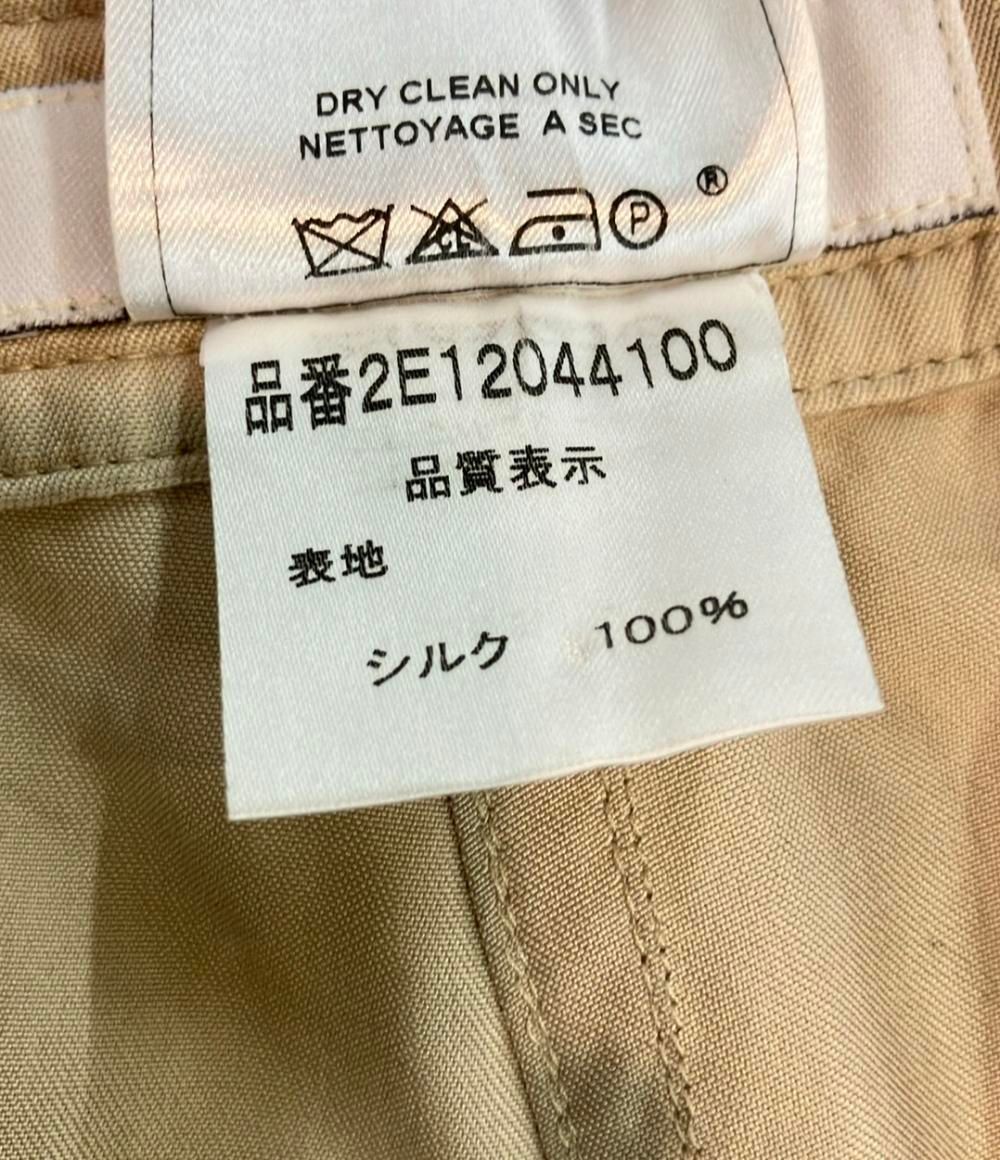 DRY CLEAN ONLY
NETTOYAGE A SEC
CL P ®
品番2E12044100
品質表示
表地
シルク 100%